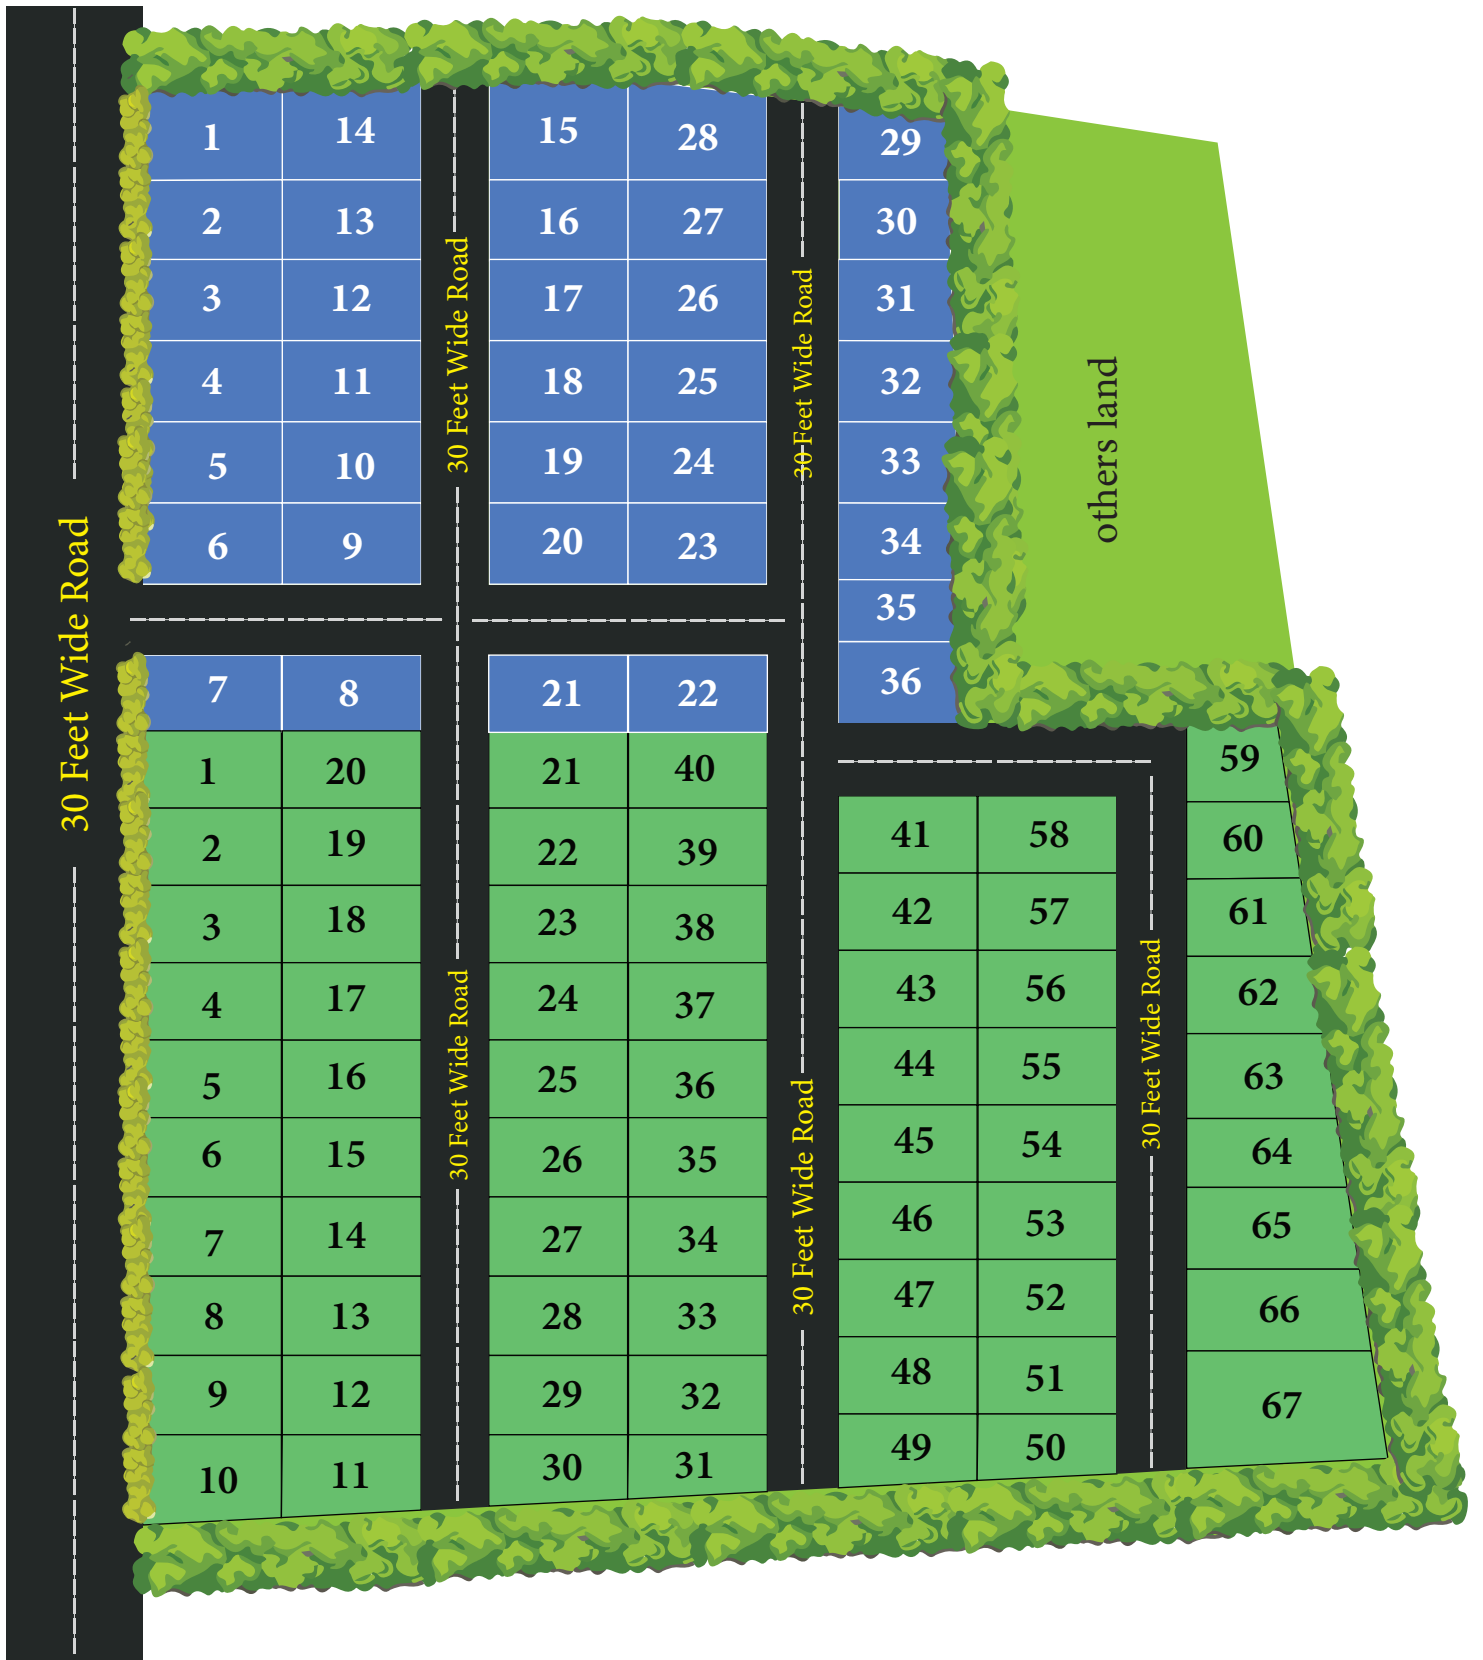 1 14 15 28 29
2 13 16 27 30
3 12 17 26 31
4 11 18 25 32
5 10 19 24 33
6 9 20 23 34
35
7 8 21 22 36
30 Feet Wide Road
30 Feet Wide Road
30 Feet Wide Road
others land
1 20 21 40 59
2 19 22 39 41 58 60
3 18 23 38 42 57 61
4 17 24 37 43 56 62
5 16 25 36 44 55 63
6 15 26 35 45 54 64
7 14 27 34 46 53 65
8 13 28 33 47 52 66
9 12 29 32 48 51 67
10 11 30 31 49 50
30 Feet Wide Road
30 Feet Wide Road
30 Feet Wide Road